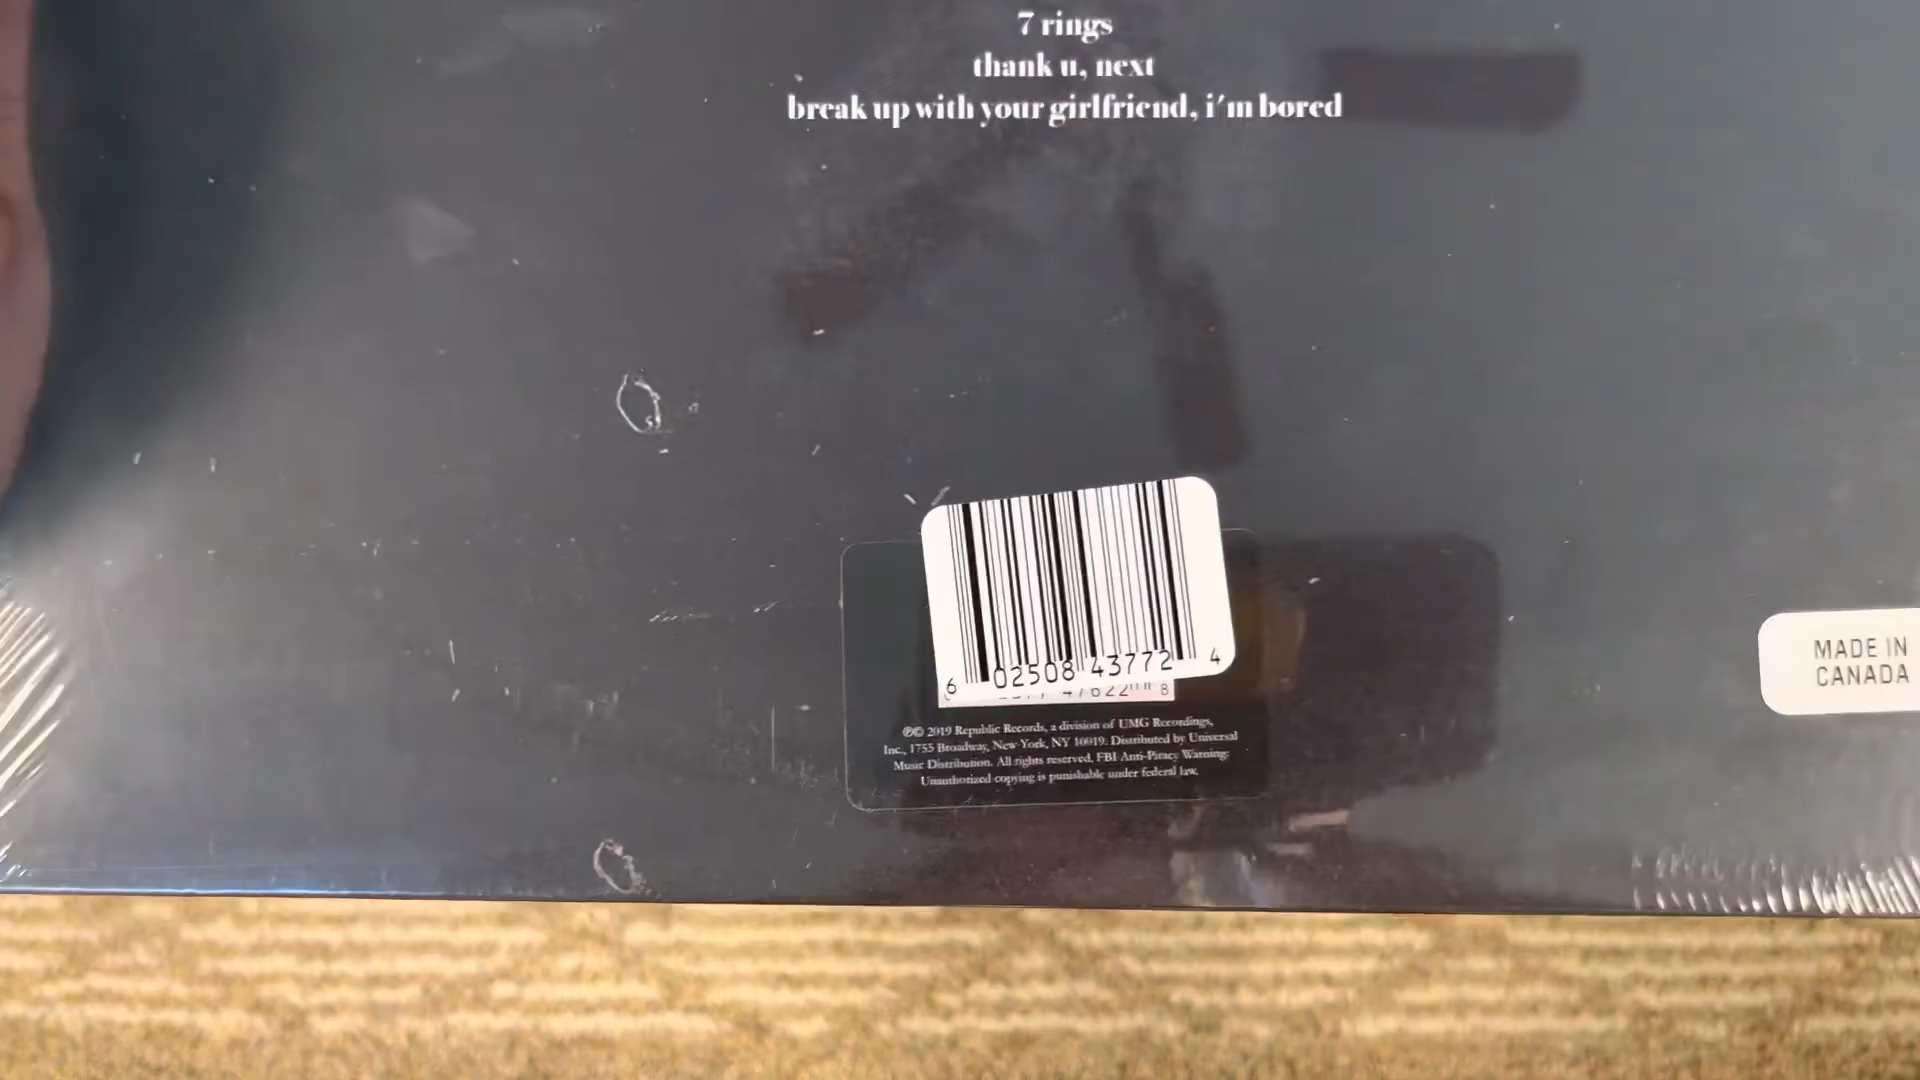 7 rings
thank u, next
break up with your girlfriend, i'm bored
6 02508 43772 4
47622 8
MADE IN
CANADA
℗© 2019 Republic Records, a division of UMG Recordings,
Inc., 1755 Broadway, New York, NY 10019. Distributed by Universal
Music Distribution. All rights reserved. FBI Anti-Piracy Warning:
Unauthorized copying is punishable under federal law.